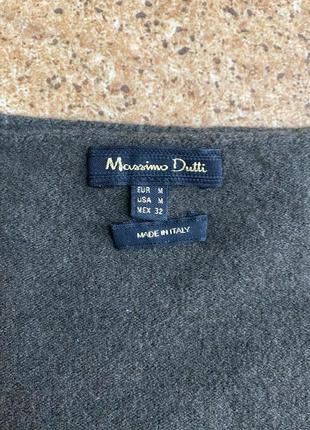 Massimo Dutti
EUR M
USA M
MEX 32
MADE IN ITALY